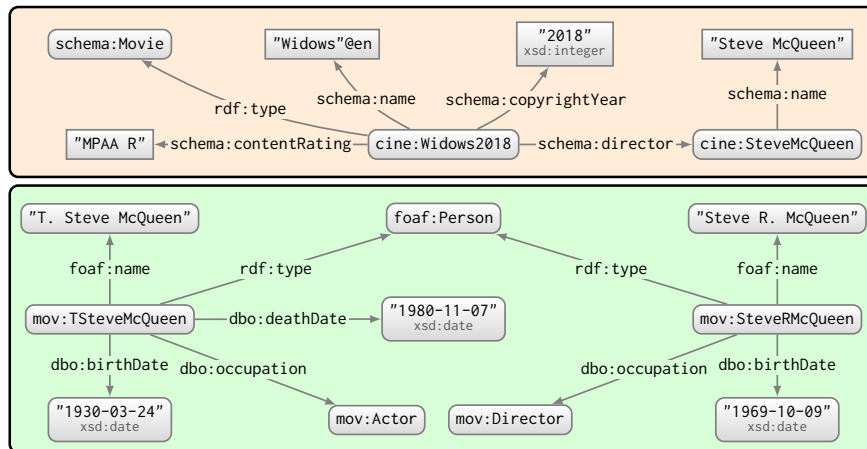 schema:Movie
"Widows"@en
"2018"
xsd:integer
"Steve McQueen"
schema:name
schema:copyrightYear
schema:name
rdf:type
"MPAA R"
schema:contentRating
cine:Widows2018
schema:director
cine:SteveMcQueen
"T. Steve McQueen"
foaf:Person
"Steve R. McQueen"
foaf:name
rdf:type
rdf:type
foaf:name
mov:TSteveMcQueen
dbo:deathDate
"1980-11-07"
xsd:date
mov:SteveRMcQueen
dbo:birthDate
dbo:occupation
dbo:occupation
dbo:birthDate
"1930-03-24"
xsd:date
mov:Actor
mov:Director
"1969-10-09"
xsd:date